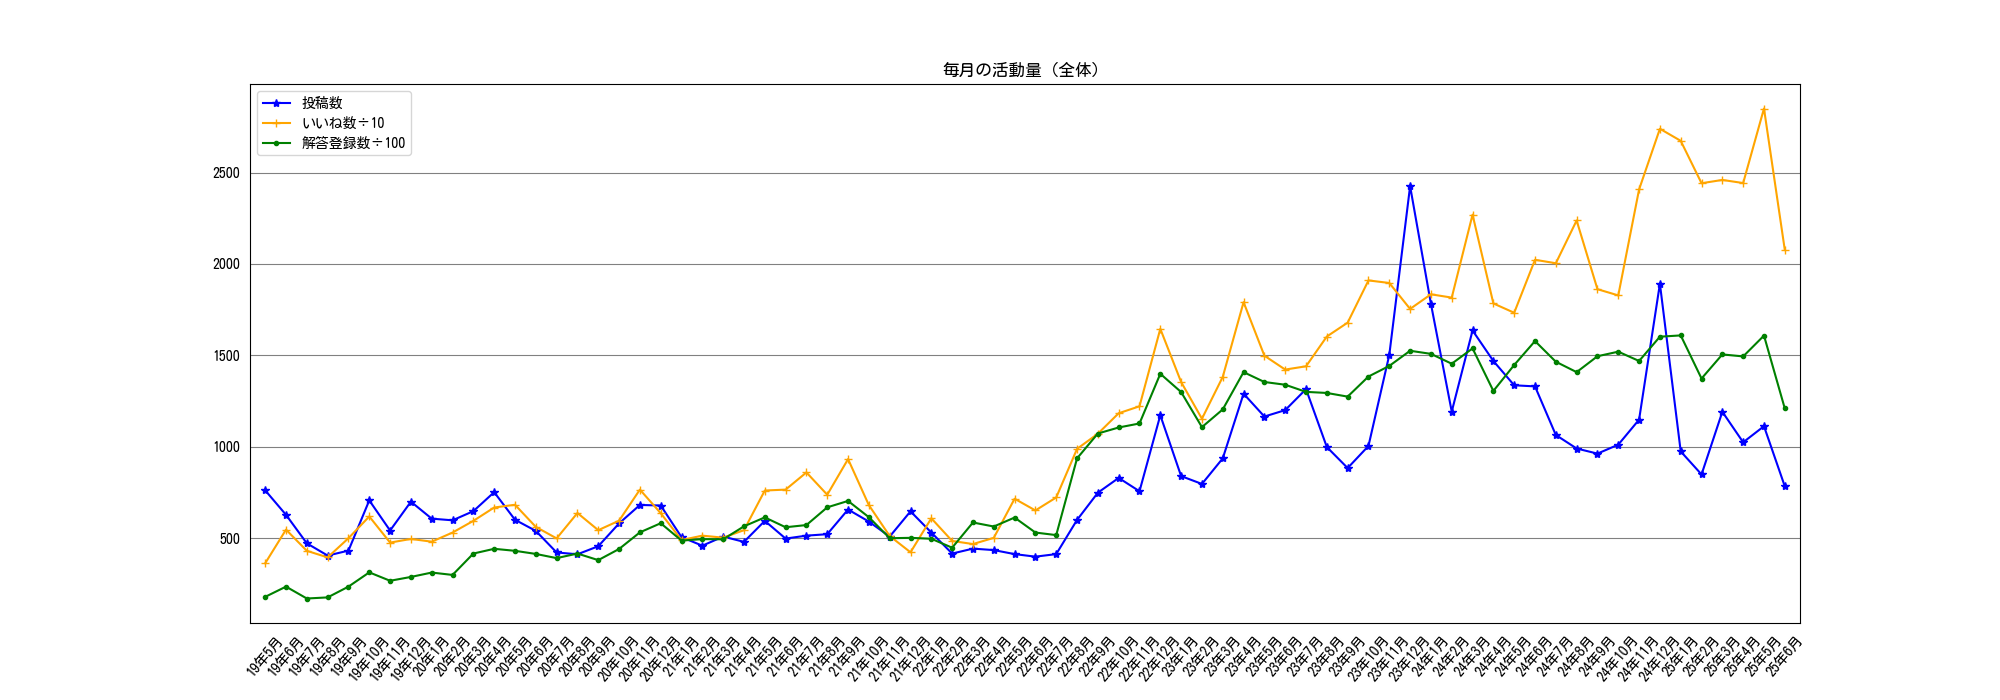 毎月の活動量（全体）
投稿数
いいね数÷10
解答登録数÷100
2500
2000
1500
1000
500
19年5月
19年6月
19年7月
19年8月
19年9月
19年10月
19年11月
19年12月
20年1月
20年2月
20年3月
20年4月
20年5月
20年6月
20年7月
20年8月
20年9月
20年10月
20年11月
20年12月
21年1月
21年2月
21年3月
21年4月
21年5月
21年6月
21年7月
21年8月
21年9月
21年10月
21年11月
21年12月
22年1月
22年2月
22年3月
22年4月
22年5月
22年6月
22年7月
22年8月
22年9月
22年10月
22年11月
22年12月
23年1月
23年2月
23年3月
23年4月
23年5月
23年6月
23年7月
23年8月
23年9月
23年10月
23年11月
23年12月
24年1月
24年2月
24年3月
24年4月
24年5月
24年6月
24年7月
24年8月
24年9月
24年10月
24年11月
24年12月
25年1月
25年2月
25年3月
25年4月
25年5月
25年6月